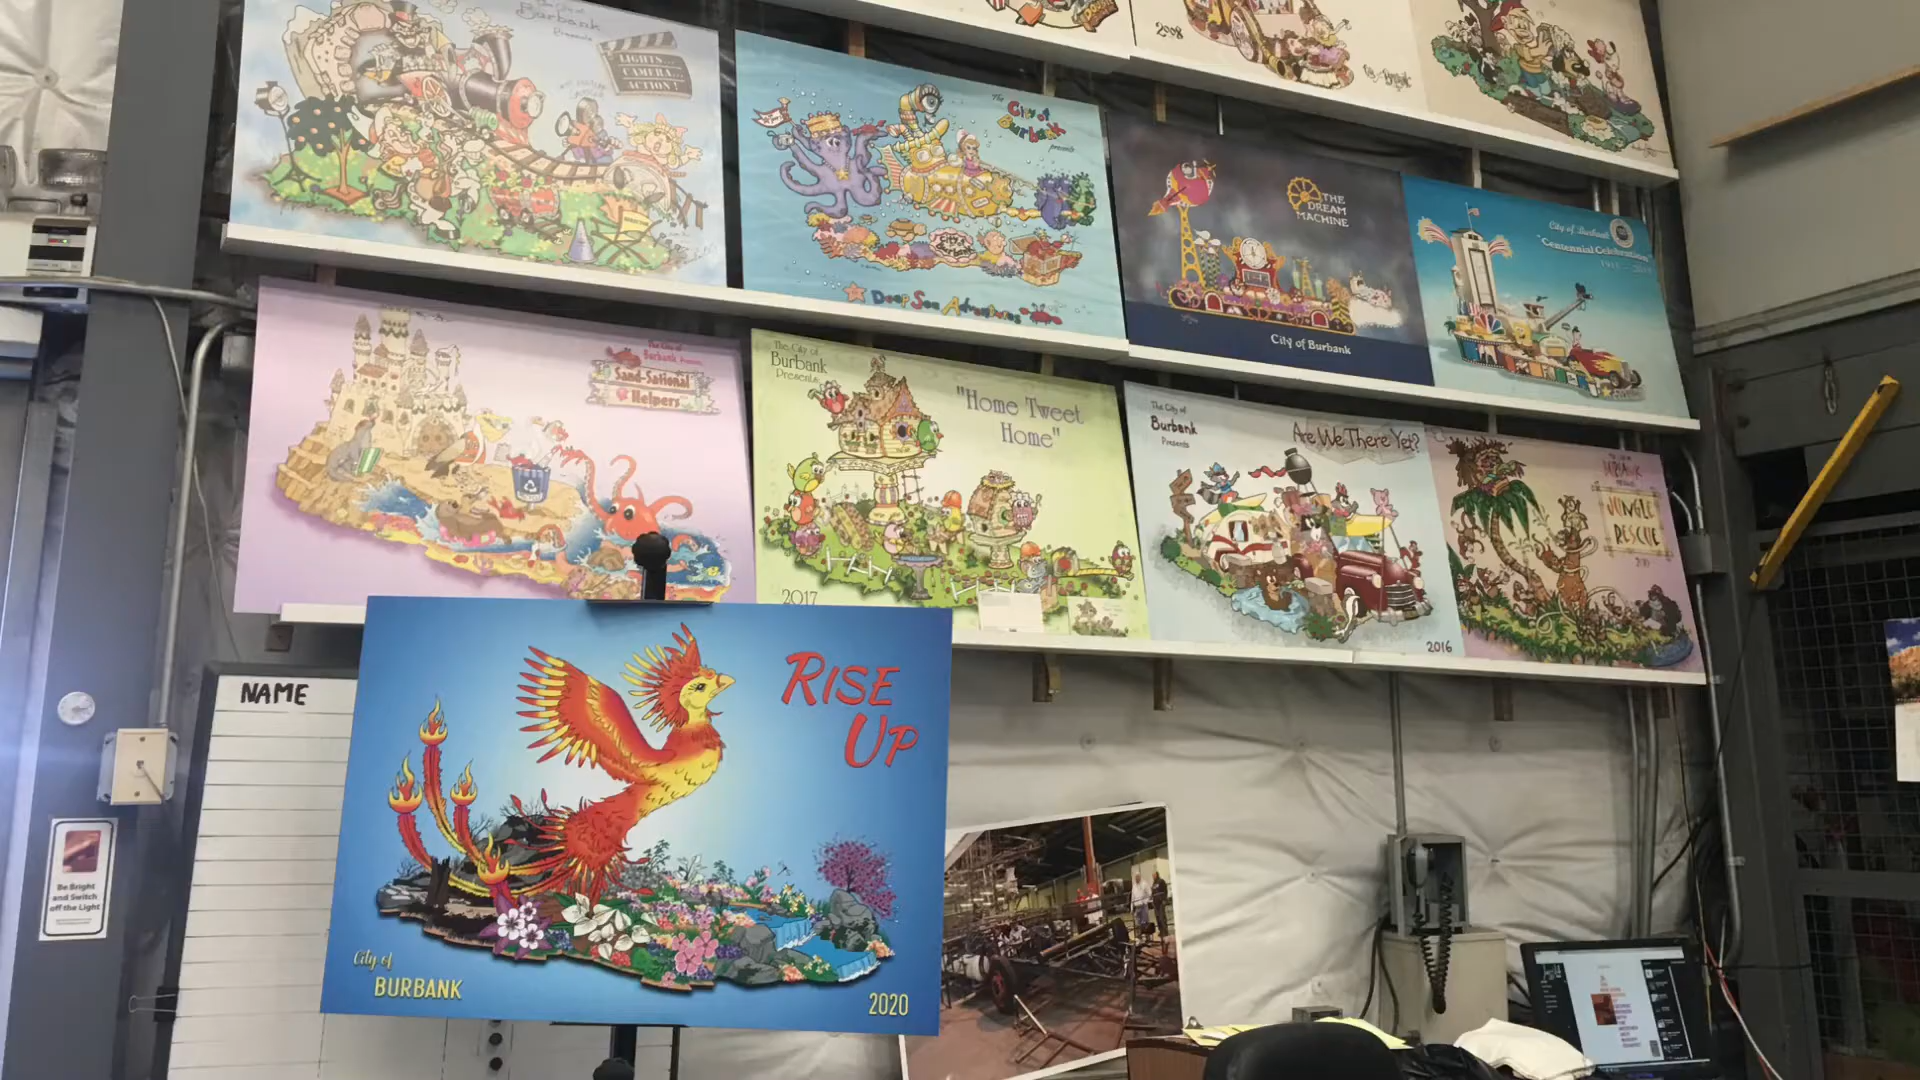 The City of
Burbank
Presents
LIGHTS...
CAMERA...
ACTION!
2008
The
City of
Burbank
presents
City of
Burbank
Deep Sea Adventures
THE
DREAM
MACHINE
City of Burbank
City of Burbank
"Centennial Celebration"
The City of
Burbank Presents
Sand-Sational
Helpers
The City of
Burbank
Presents
"Home Tweet
Home"
2017
The City of
Burbank
Presents
Are We There Yet?
2016
JUNGLE
RESCUE
NAME
RISE
UP
City of
BURBANK
2020
Be Bright
and Switch
off the Light